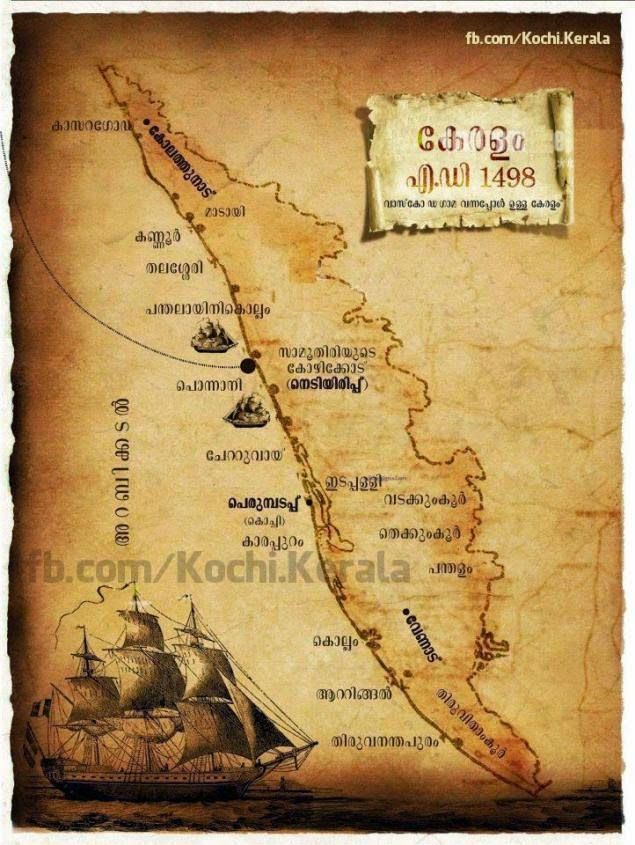 fb.com/Kochi.Kerala
കേരളം
എ.ഡി 1498
വാസ്കോ ഡ ഗാമ വന്നപ്പോൾ ഉള്ള കേരളം
കാസറഗോഡ്
കോലത്തുനാട്
മാടായി
കണ്ണൂർ
തലശ്ശേരി
പന്തലായിനികൊല്ലം
സാമൂതിരിയുടെ
കോഴിക്കോട്
(നെടിയിരിപ്പ്)
പൊന്നാനി
അറബിക്കടൽ
ചേറ്റുവായ്
ഇടപ്പള്ളി
പെരുമ്പടപ്പ്
(കൊച്ചി)
വടക്കുംകൂർ
തെക്കുംകൂർ
കാരപ്പുറം
പന്തളം
fb.com/Kochi.Kerala
വേണാട്
കൊല്ലം
ആററിങ്ങൽ
തിരുവിതാംകൂർ
തിരുവനന്തപുരം